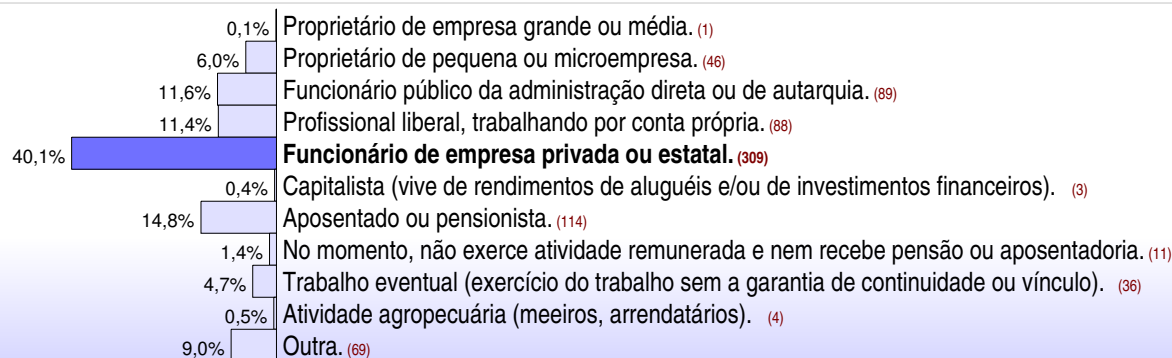 0,1% Proprietário de empresa grande ou média. (1)
6,0% Proprietário de pequena ou microempresa. (46)
11,6% Funcionário público da administração direta ou de autarquia. (89)
11,4% Profissional liberal, trabalhando por conta própria. (88)
40,1% Funcionário de empresa privada ou estatal. (309)
0,4% Capitalista (vive de rendimentos de aluguéis e/ou de investimentos financeiros). (3)
14,8% Aposentado ou pensionista. (114)
1,4% No momento, não exerce atividade remunerada e nem recebe pensão ou aposentadoria. (11)
4,7% Trabalho eventual (exercício do trabalho sem a garantia de continuidade ou vínculo). (36)
0,5% Atividade agropecuária (meeiros, arrendatários). (4)
9,0% Outra. (69)